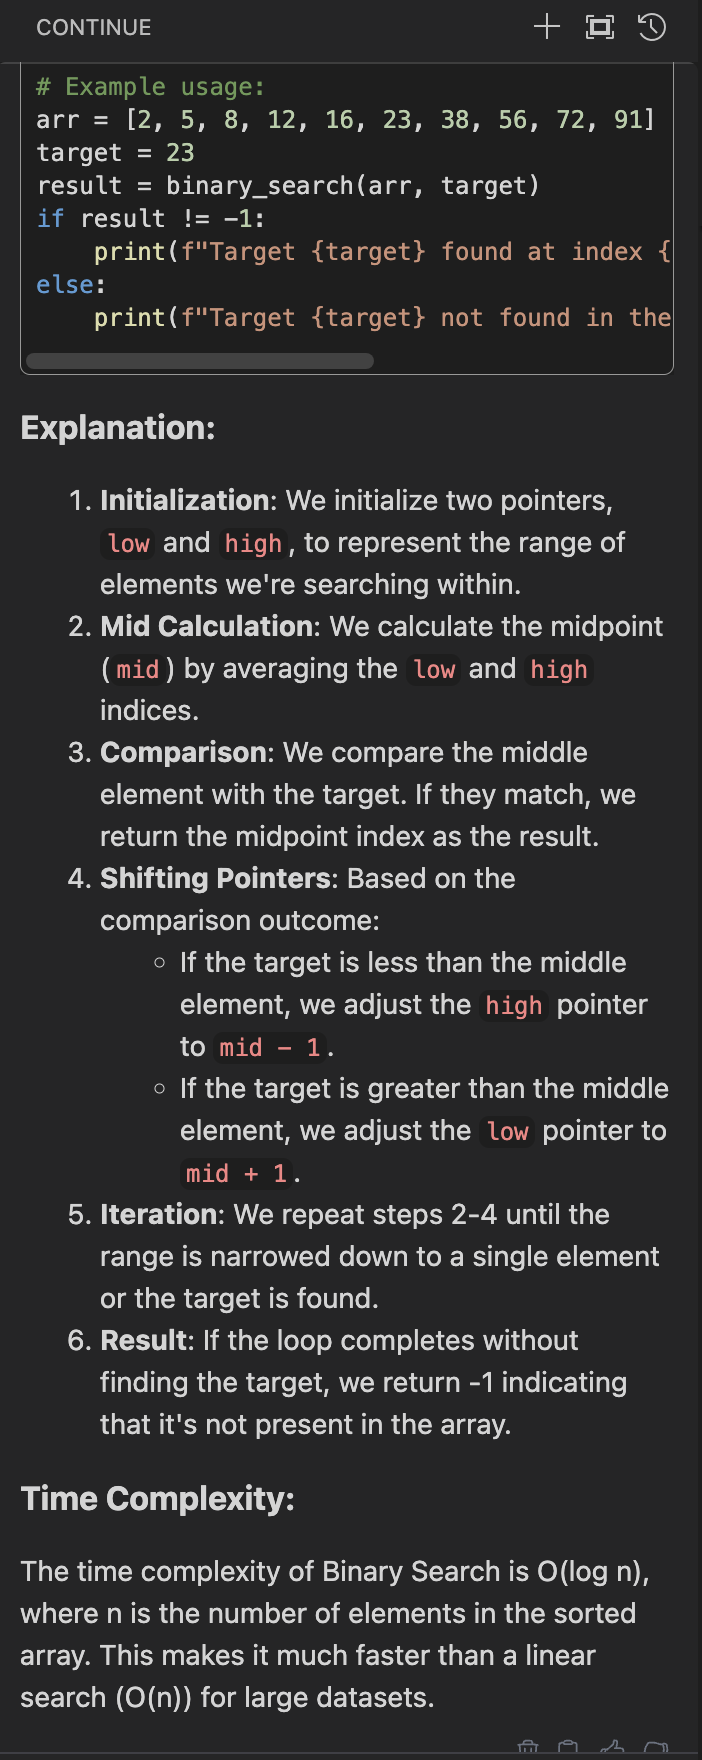 CONTINUE
# Example usage:
arr = [2, 5, 8, 12, 16, 23, 38, 56, 72, 91]
target = 23
result = binary_search(arr, target)
if result != -1:
    print(f"Target {target} found at index {
else:
    print(f"Target {target} not found in the
Explanation:
1. Initialization: We initialize two pointers,
low and high, to represent the range of
elements we're searching within.
2. Mid Calculation: We calculate the midpoint
(mid) by averaging the low and high
indices.
3. Comparison: We compare the middle
element with the target. If they match, we
return the midpoint index as the result.
4. Shifting Pointers: Based on the
comparison outcome:
◦ If the target is less than the middle
element, we adjust the high pointer
to mid - 1.
◦ If the target is greater than the middle
element, we adjust the low pointer to
mid + 1.
5. Iteration: We repeat steps 2-4 until the
range is narrowed down to a single element
or the target is found.
6. Result: If the loop completes without
finding the target, we return -1 indicating
that it's not present in the array.
Time Complexity:
The time complexity of Binary Search is O(log n),
where n is the number of elements in the sorted
array. This makes it much faster than a linear
search (O(n)) for large datasets.